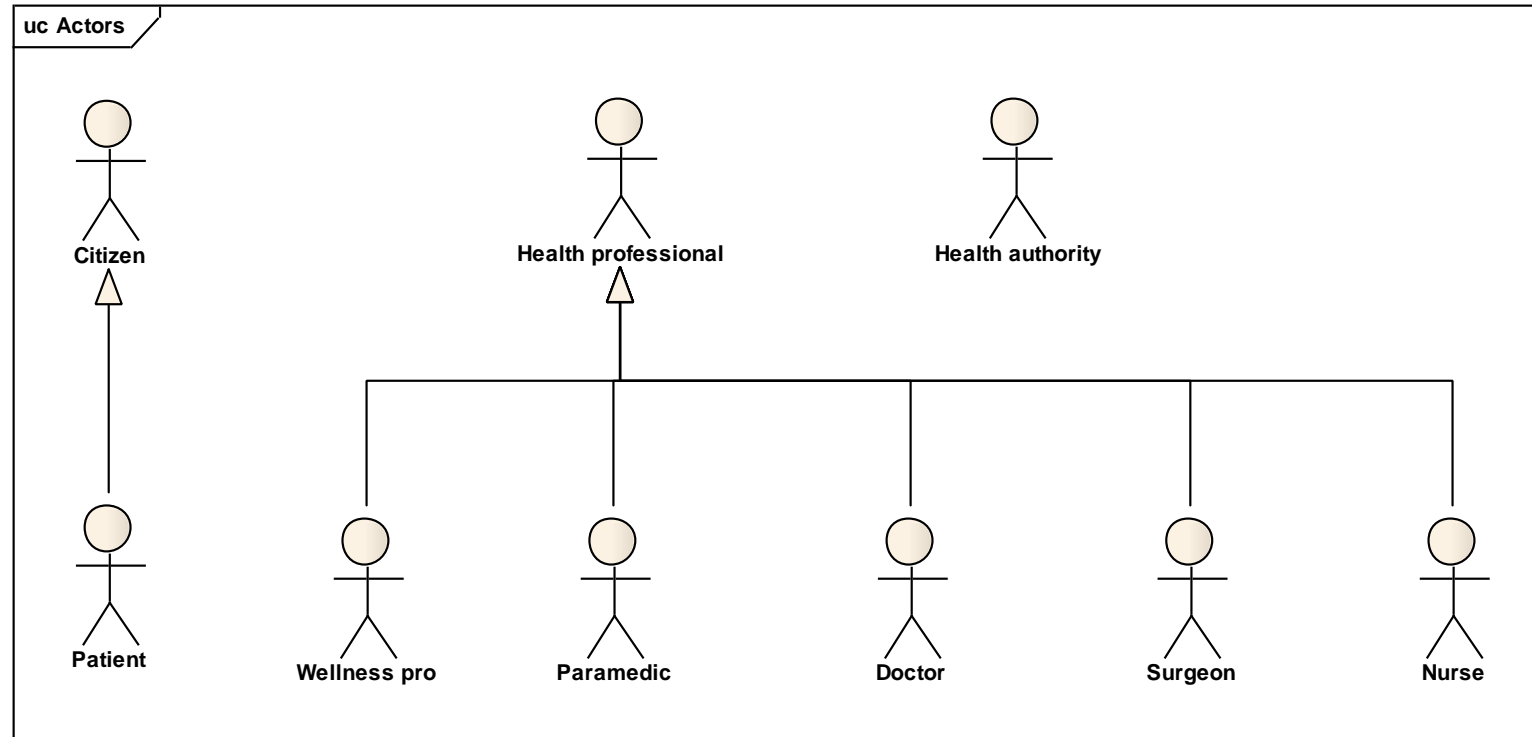 uc Actors
Citizen
Health professional
Health authority
Patient
Wellness pro
Paramedic
Doctor
Surgeon
Nurse